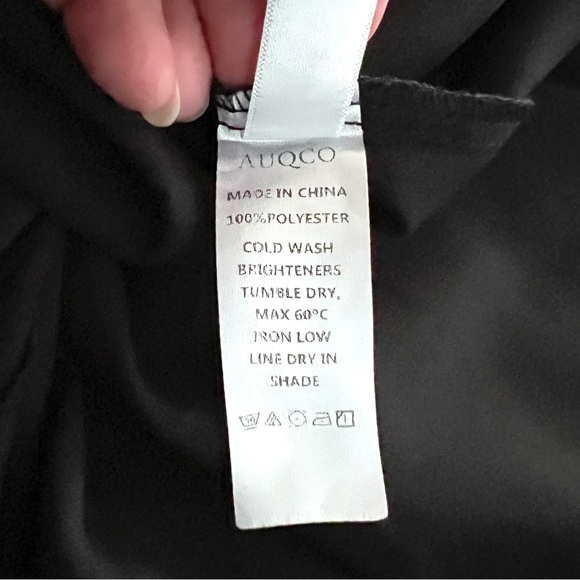 AUQCO
MADE IN CHINA
100%POLYESTER
COLD WASH
BRIGHTENERS
TUMBLE DRY,
MAX 60°C
IRON LOW
LINE DRY IN
SHADE